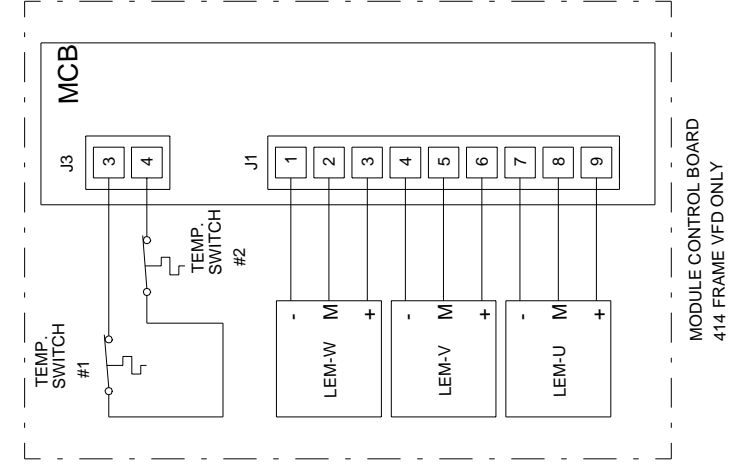 MCB
J3
3
4
J1
1
2
3
4
5
6
7
8
9
TEMP.
SWITCH
#1
TEMP.
SWITCH
#2
-
M
+
LEM-W
-
M
+
LEM-V
-
M
+
LEM-U
MODULE CONTROL BOARD
414 FRAME VFD ONLY